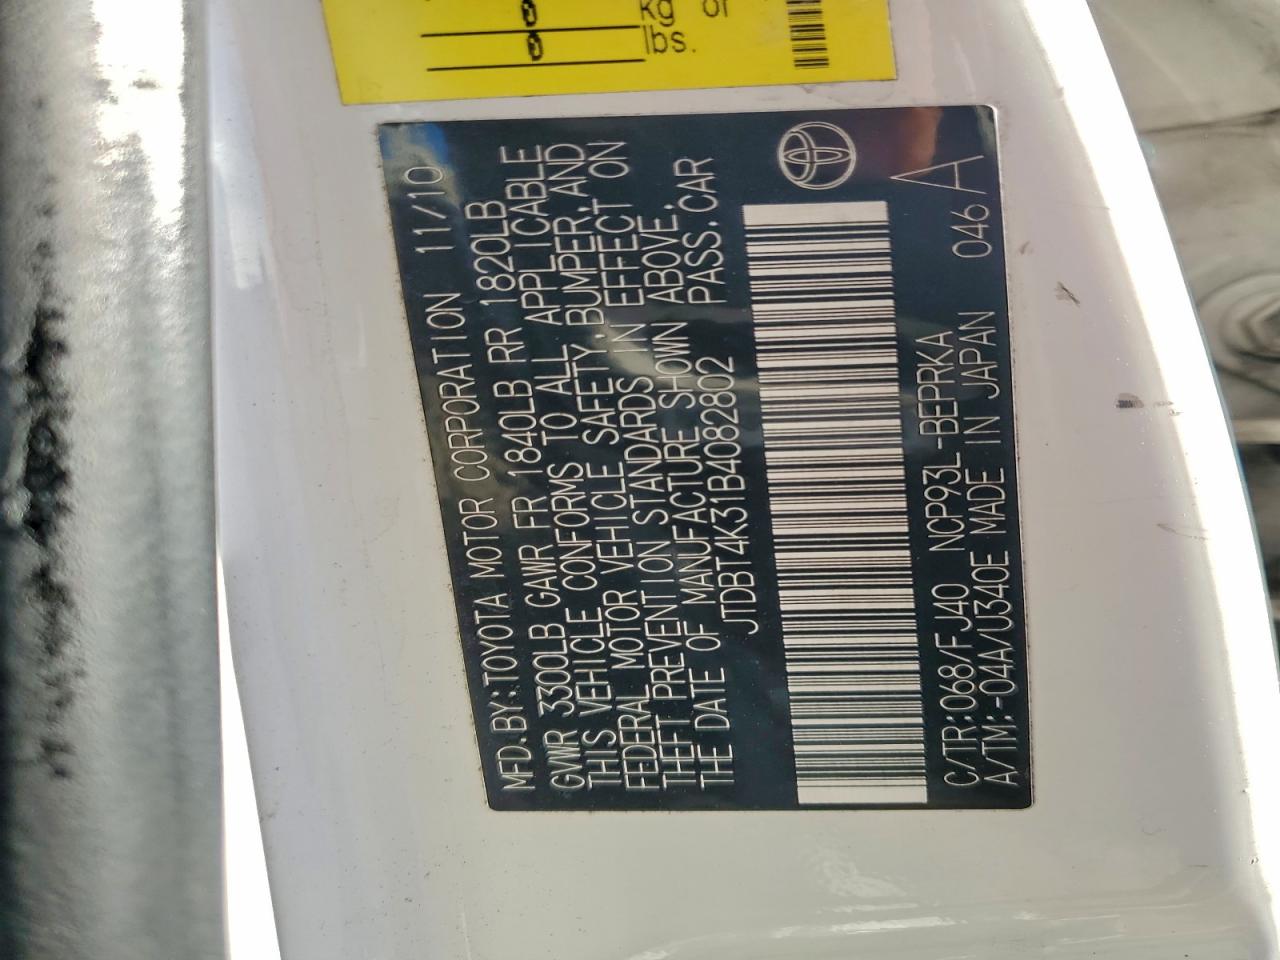 0 kg or
0 lbs.
MFD.BY:TOYOTA MOTOR CORPORATION 11/10
GVWR 3300LB GAWR FR 1840LB RR 1820LB
THIS VEHICLE CONFORMS TO ALL APPLICABLE
FEDERAL MOTOR VEHICLE SAFETY,BUMPER,AND
THEFT PREVENTION STANDARDS IN EFFECT ON
THE DATE OF MANUFACTURE SHOWN ABOVE.
JTDBT4K31B4082802 PASS.CAR
C/TR:068/FJ40 NCP93L-BEPRKA
A/TM:-04A/U340E MADE IN JAPAN 046 A